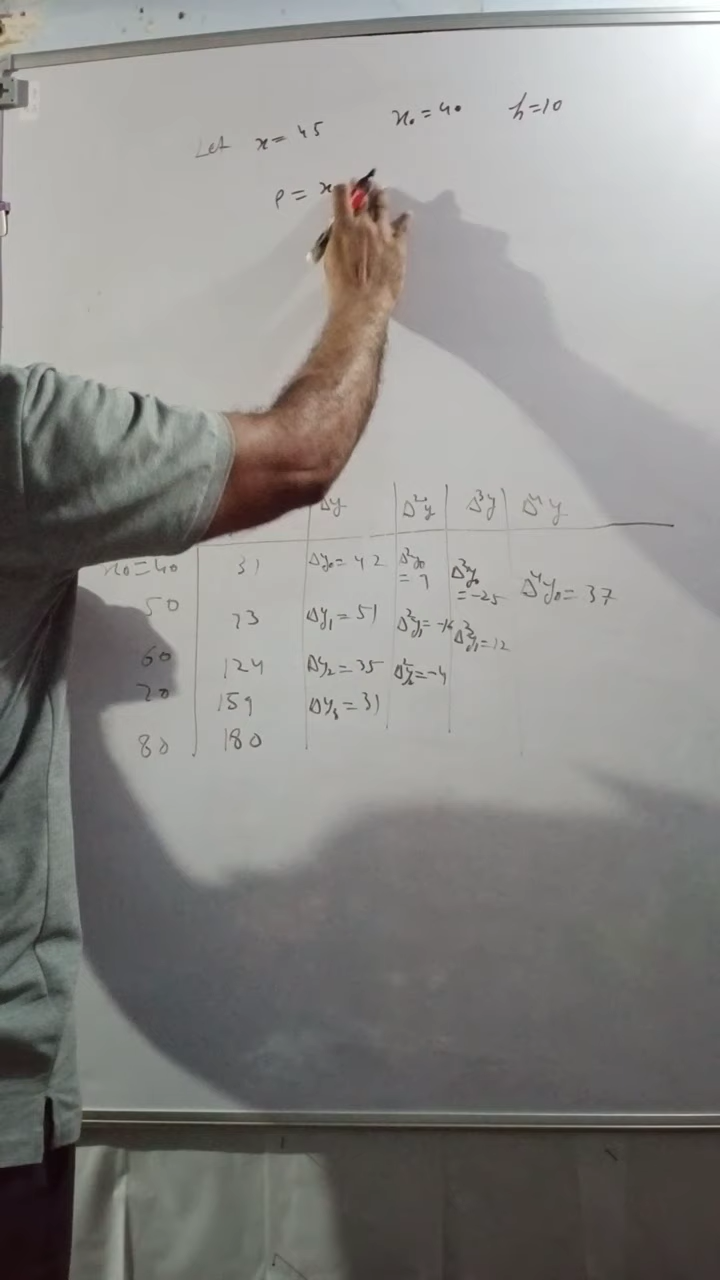 Let x = 45 x₀ = 40 h = 10
p = x
Δy Δ²y Δ³y Δ⁴y
x₀ = 40 31 Δy₀ = 42 Δ²y₀ = 9 Δ³y₀ = -25 Δ⁴y₀ = 37
50 73 Δy₁ = 51 Δ²y₁ = -16 Δ³y₁ = 12
60 124 Δy₂ = 35 Δ²y₂ = -4
70 159 Δy₃ = 31
80 180